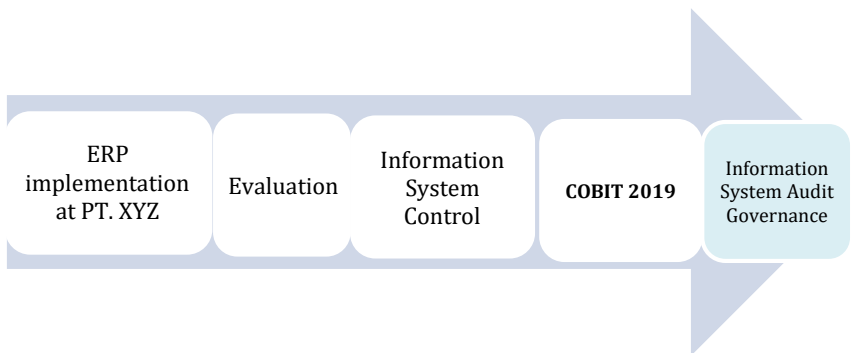 ERP
implementation
at PT. XYZ
Evaluation
Information
System
Control
COBIT 2019
Information
System Audit
Governance